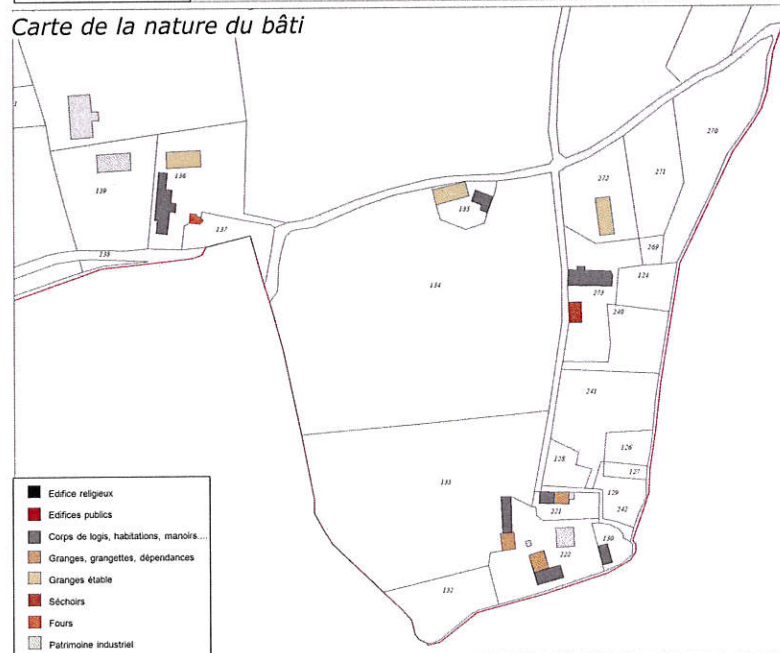 Carte de la nature du bâti
270
271
272
139
136
135
137
269
138
124
134
273
240
241
126
128
127
133
129
221
242
130
222
132
Edifice religieux
Edifices publics
Corps de logis, habitations, manoirs....
Granges, grangettes, dépendances
Granges étable
Séchoirs
Fours
Patrimoine industriel